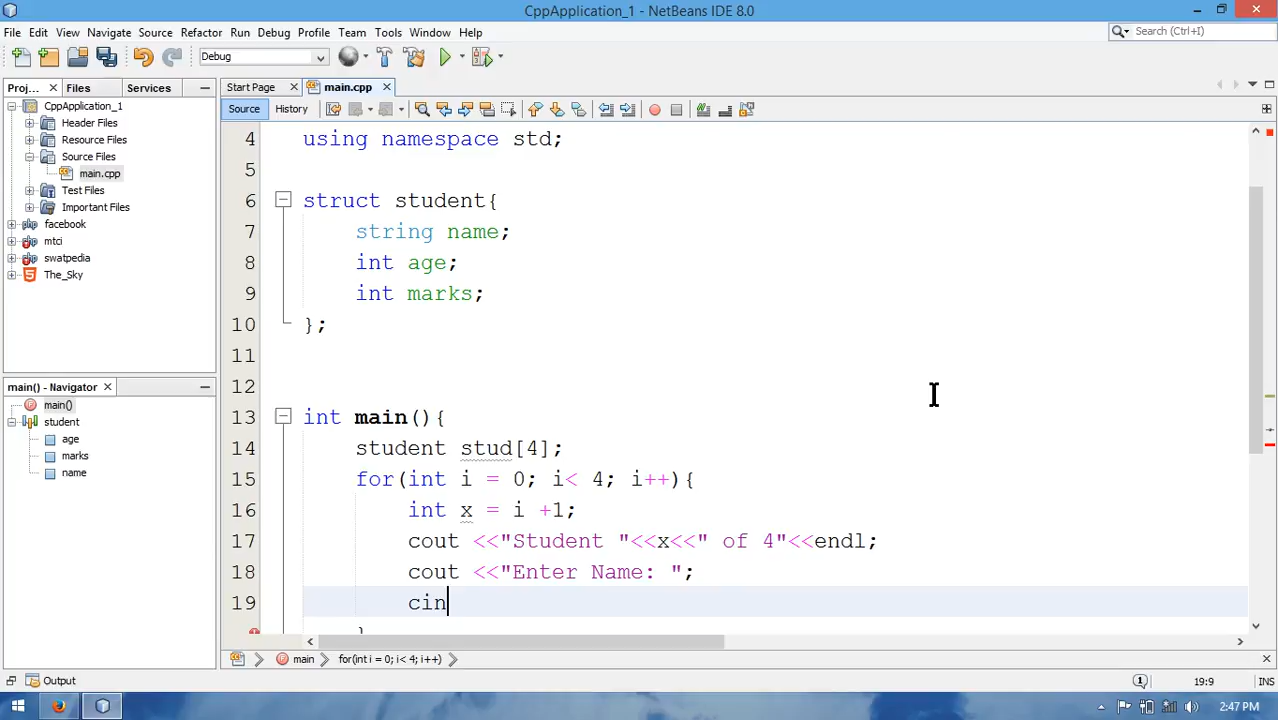 CppApplication_1 - NetBeans IDE 8.0
File Edit View Navigate Source Refactor Run Debug Profile Team Tools Window Help
Search (Ctrl+I)
Debug
Proj... Files Services
Start Page main.cpp
Source History
CppApplication_1
Header Files
Resource Files
Source Files
main.cpp
Test Files
Important Files
facebook
mtci
swatpedia
The_Sky
main() - Navigator
main()
student
age
marks
name
4 using namespace std;
5
6 struct student{
7 string name;
8 int age;
9 int marks;
10 };
11
12
13 int main(){
14 student stud[4];
15 for(int i = 0; i< 4; i++){
16 int x = i +1;
17 cout <<"Student "<<x<<" of 4"<<endl;
18 cout <<"Enter Name: ";
19 cin
}
main for(int i = 0; i< 4; i++)
Output
1
19:9 INS
2:47 PM